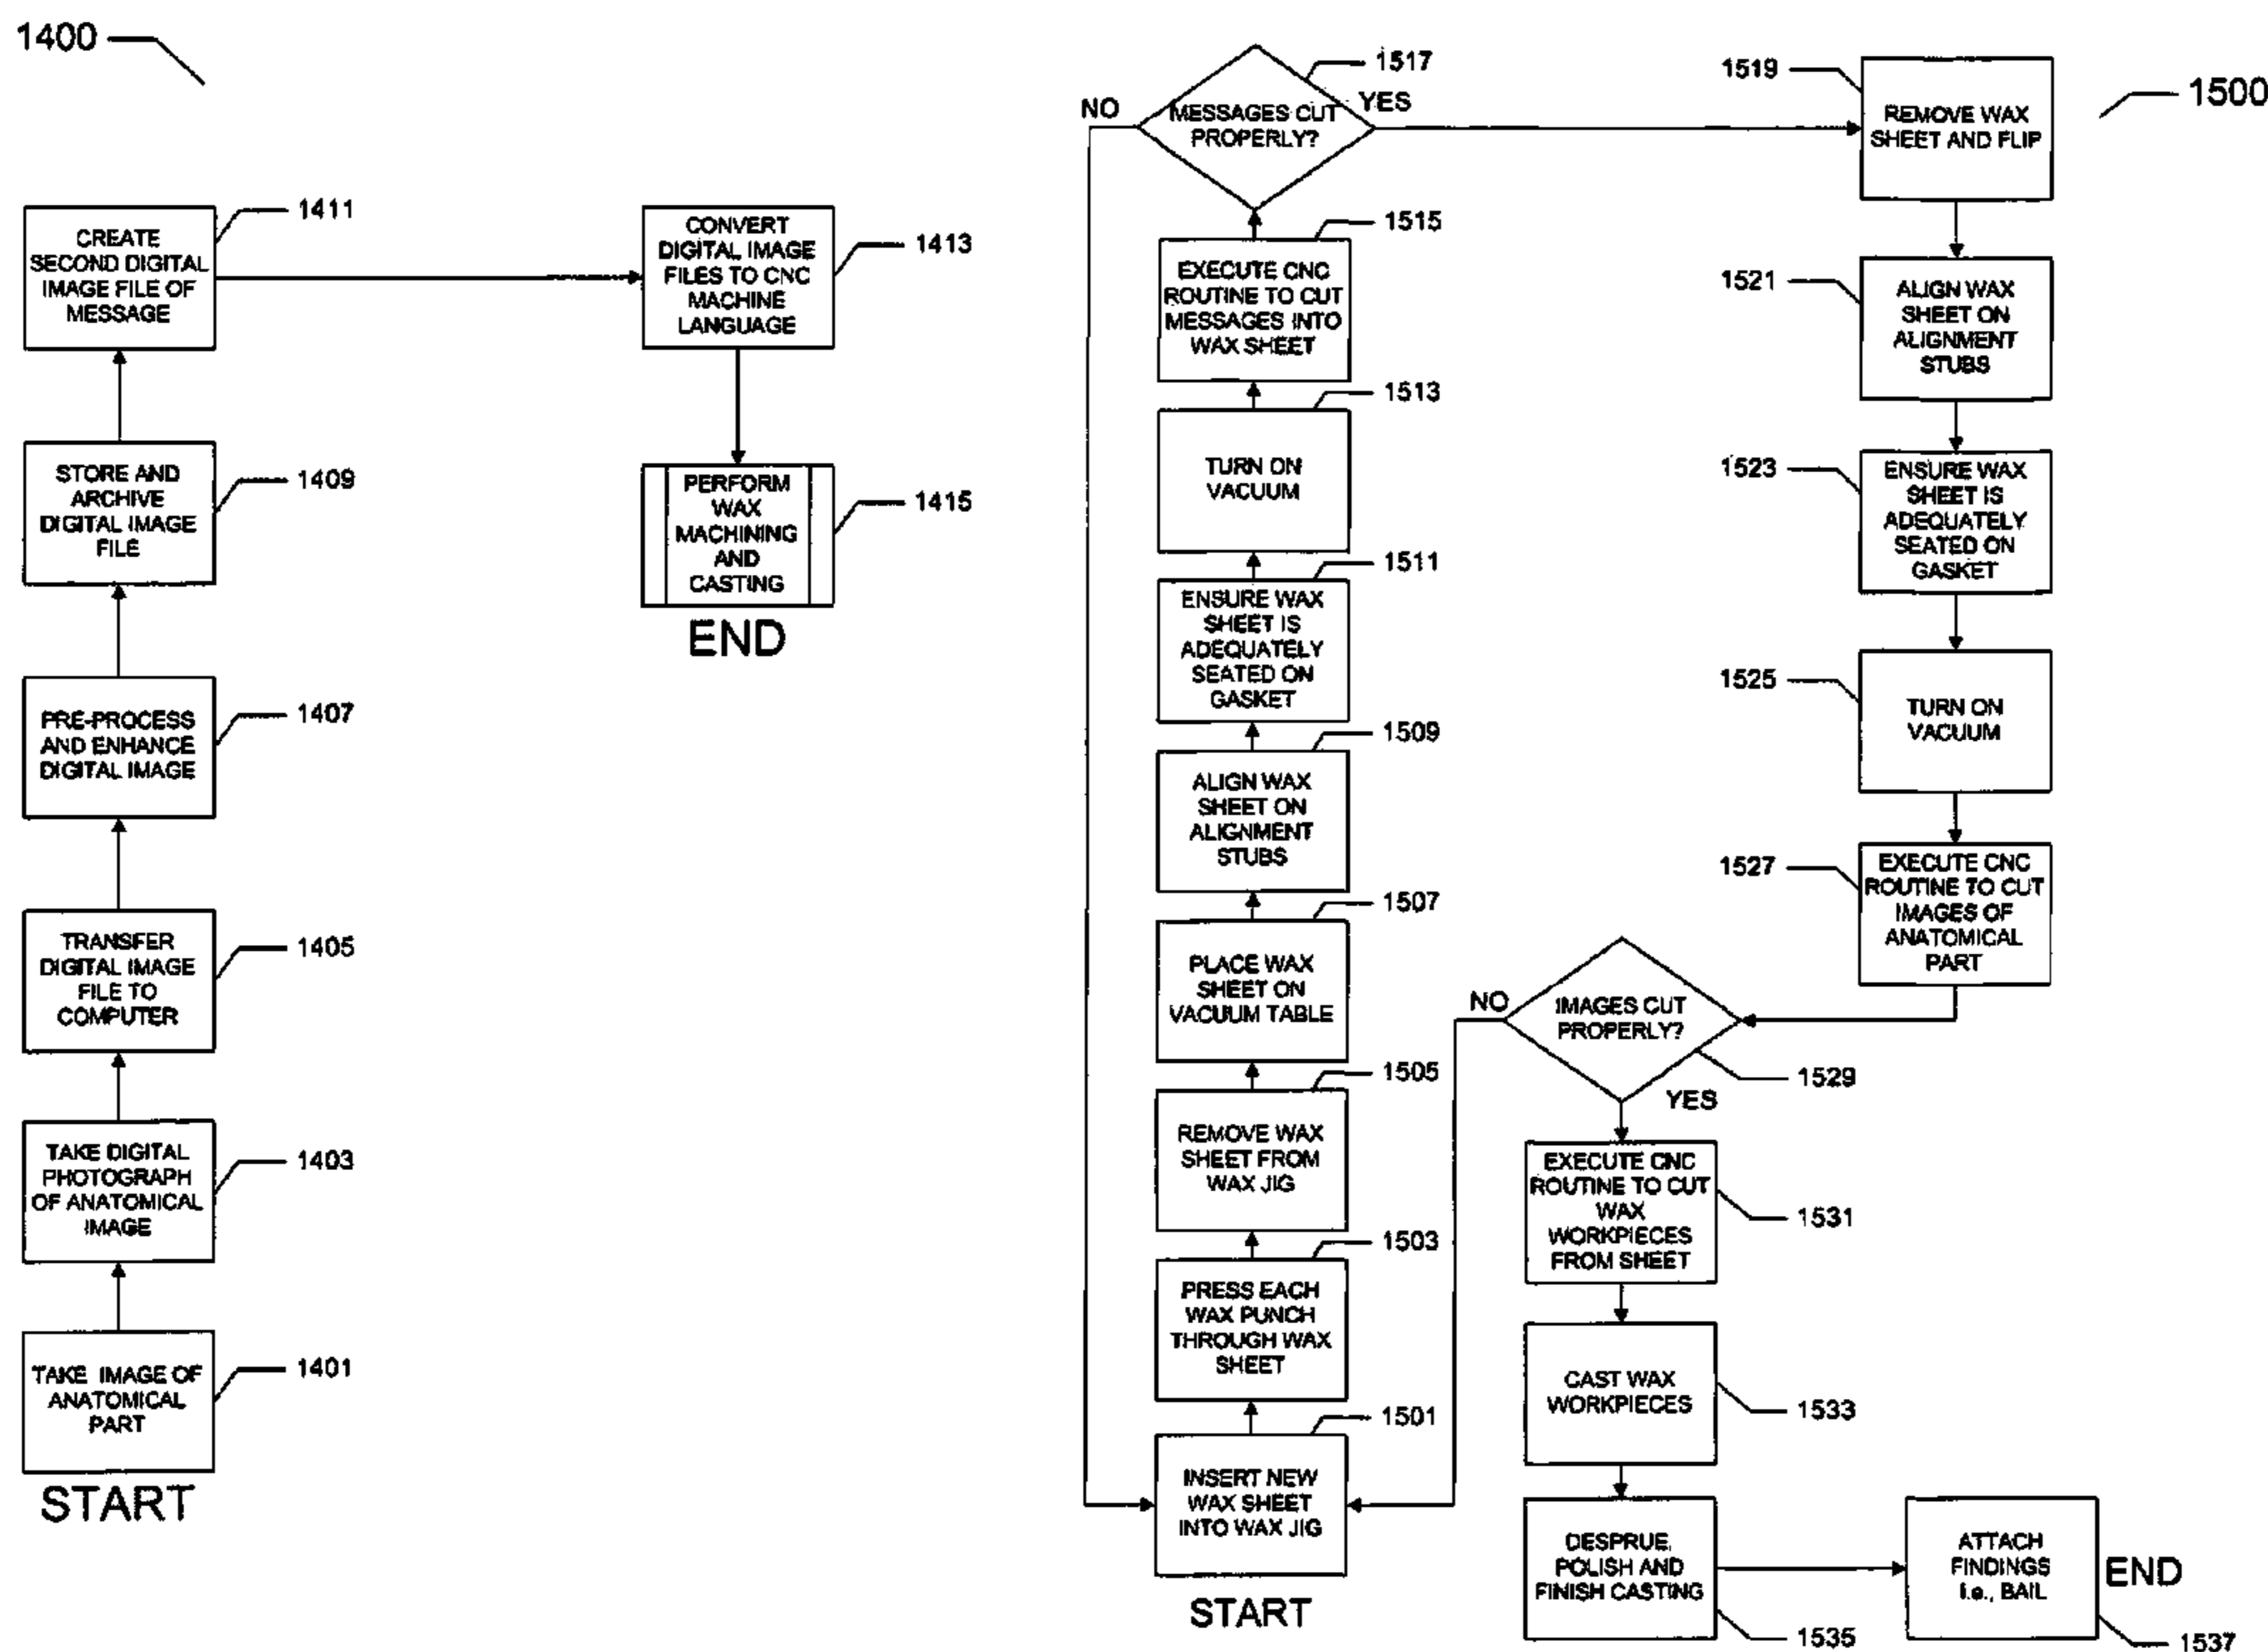 1400
1411
CREATE
SECOND DIGITAL
IMAGE FILE OF
MESSAGE
CONVERT
DIGITAL IMAGE
FILES TO CNC
MACHINE
LANGUAGE
1413
1409
STORE AND
ARCHIVE
DIGITAL IMAGE
FILE
PERFORM
WAX
MACHINING
AND
CASTING
1415
END
1407
PRE-PROCESS
AND ENHANCE
DIGITAL IMAGE
1405
TRANSFER
DIGITAL IMAGE
FILE TO
COMPUTER
1403
TAKE DIGITAL
PHOTOGRAPH
OF ANATOMICAL
IMAGE
1401
TAKE IMAGE OF
ANATOMICAL
PART
START
1500
1517
NO
MESSAGES CUT
PROPERLY?
YES
1515
EXECUTE CNC
ROUTINE TO CUT
MESSAGES INTO
WAX SHEET
1513
TURN ON
VACUUM
1511
ENSURE WAX
SHEET IS
ADEQUATELY
SEATED ON
GASKET
1509
ALIGN WAX
SHEET ON
ALIGNMENT
STUBS
1507
PLACE WAX
SHEET ON
VACUUM TABLE
1505
REMOVE WAX
SHEET FROM
WAX JIG
1503
PRESS EACH
WAX PUNCH
THROUGH WAX
SHEET
1501
INSERT NEW
WAX SHEET
INTO WAX JIG
START
1519
REMOVE WAX
SHEET AND FLIP
1521
ALIGN WAX
SHEET ON
ALIGNMENT
STUBS
1523
ENSURE WAX
SHEET IS
ADEQUATELY
SEATED ON
GASKET
1525
TURN ON
VACUUM
1527
EXECUTE CNC
ROUTINE TO CUT
IMAGES OF
ANATOMICAL
PART
NO
IMAGES CUT
PROPERLY?
1529
YES
EXECUTE CNC
ROUTINE TO CUT
WAX
WORKPIECES
FROM SHEET
1531
CAST WAX
WORKPIECES
1533
DESPRUE,
POLISH AND
FINISH CASTING
1535
ATTACH
FINDINGS
i.e., BAIL
END
1537